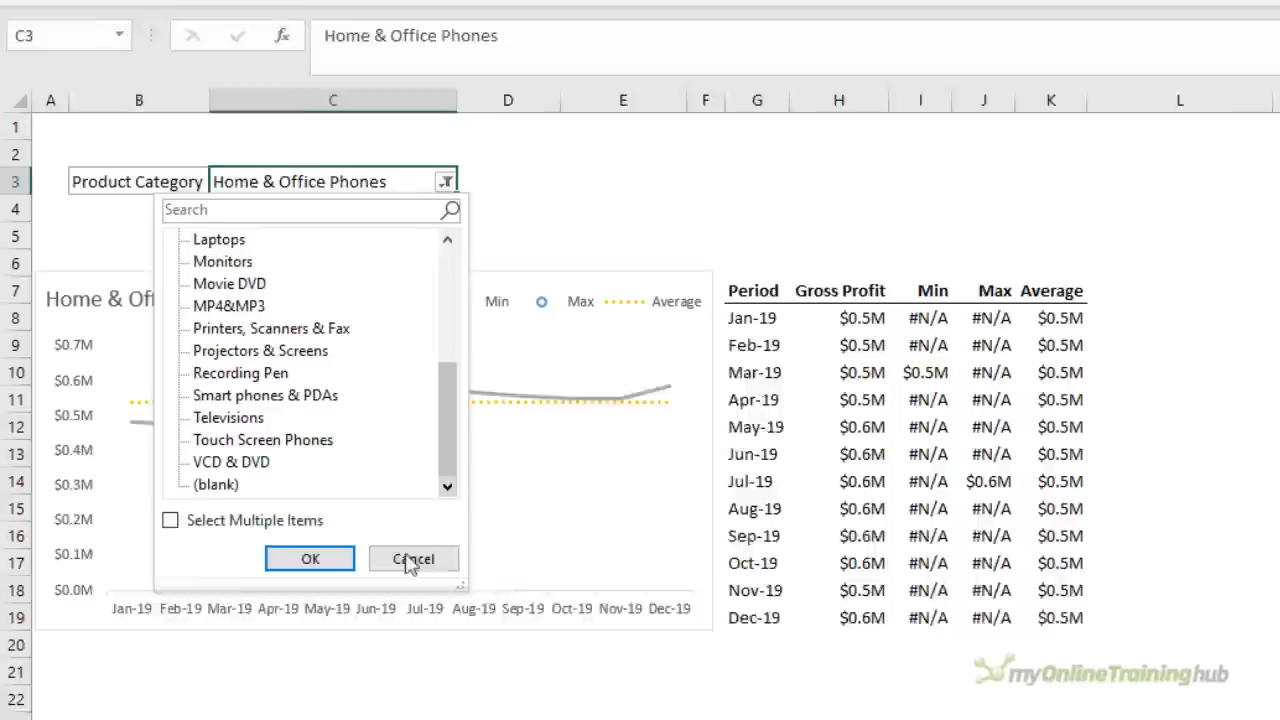 C3
fx
Home & Office Phones
A B C D E F G H I J K L
1
2
3 Product Category Home & Office Phones
4
Search
5 Laptops
6 Monitors
7 Movie DVD Period Gross Profit Min Max Average
Home & Off Min Max Average
MP4&MP3
8 Jan-19 $0.5M #N/A #N/A $0.5M
Printers, Scanners & Fax
$0.7M
9 Projectors & Screens Feb-19 $0.5M #N/A #N/A $0.5M
10 Recording Pen Mar-19 $0.5M $0.5M #N/A $0.5M
$0.6M
11 Smart phones & PDAs Apr-19 $0.5M #N/A #N/A $0.5M
$0.5M Televisions
12 May-19 $0.6M #N/A #N/A $0.5M
Touch Screen Phones
$0.4M
13 VCD & DVD Jun-19 $0.6M #N/A #N/A $0.5M
14 (blank) Jul-19 $0.6M #N/A $0.6M $0.5M
$0.3M
15 Aug-19 $0.6M #N/A #N/A $0.5M
$0.2M Select Multiple Items
16 Sep-19 $0.6M #N/A #N/A $0.5M
$0.1M OK Cancel
17 Oct-19 $0.6M #N/A #N/A $0.5M
18 $0.0M Nov-19 $0.5M #N/A #N/A $0.5M
Jan-19 Feb-19 Mar-19 Apr-19 May-19 Jun-19 Jul-19 Aug-19 Sep-19 Oct-19 Nov-19 Dec-19
19 Dec-19 $0.6M #N/A #N/A $0.5M
20
21 myOnlineTraininghub
22